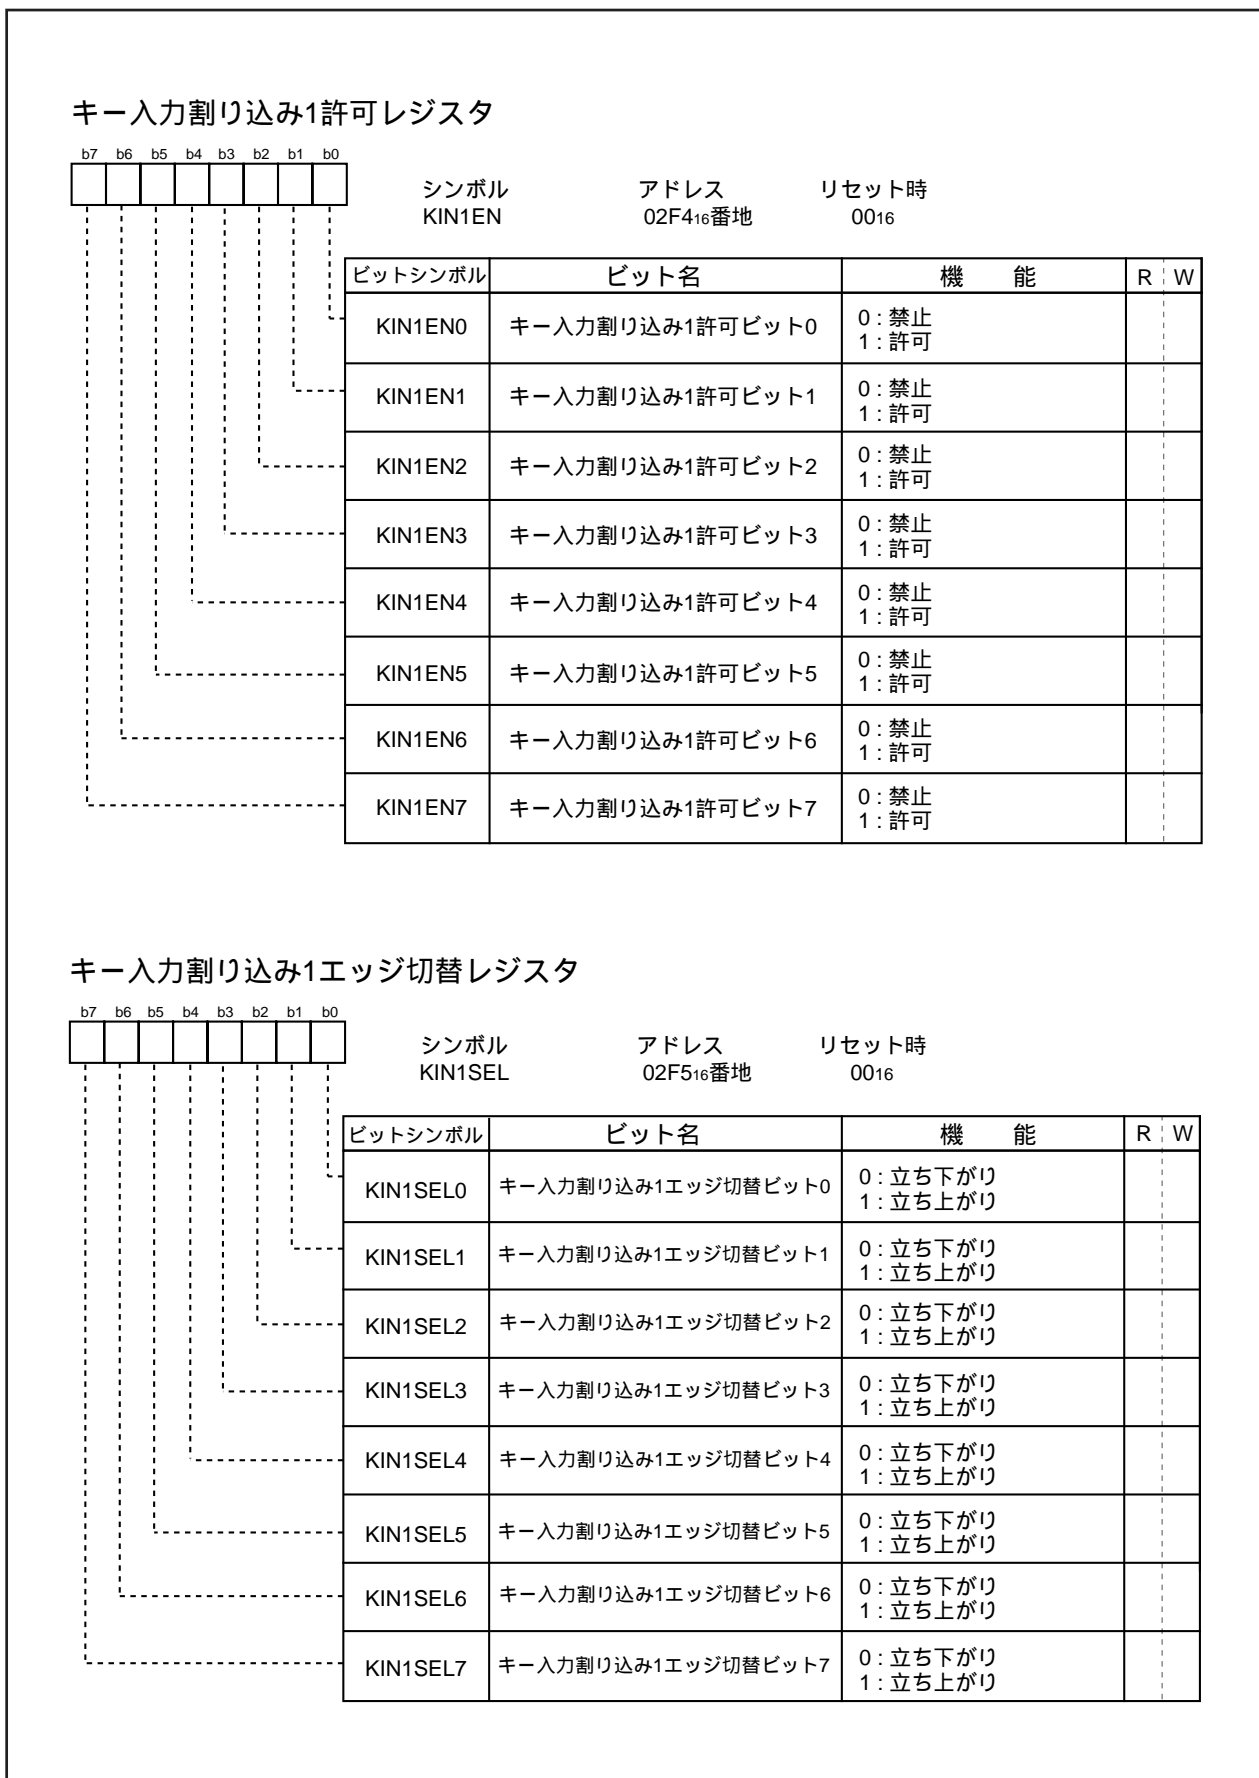 キー入力割り込み1許可レジスタ
b7 b6 b5 b4 b3 b2 b1 b0
シンボル アドレス リセット時
KIN1EN 02F416番地 0016
ビットシンボル ビット名 機 能 R W
KIN1EN0 キー入力割り込み1許可ビット0 0 : 禁止
1 : 許可
KIN1EN1 キー入力割り込み1許可ビット1 0 : 禁止
1 : 許可
KIN1EN2 キー入力割り込み1許可ビット2 0 : 禁止
1 : 許可
KIN1EN3 キー入力割り込み1許可ビット3 0 : 禁止
1 : 許可
KIN1EN4 キー入力割り込み1許可ビット4 0 : 禁止
1 : 許可
KIN1EN5 キー入力割り込み1許可ビット5 0 : 禁止
1 : 許可
KIN1EN6 キー入力割り込み1許可ビット6 0 : 禁止
1 : 許可
KIN1EN7 キー入力割り込み1許可ビット7 0 : 禁止
1 : 許可
キー入力割り込み1エッジ切替レジスタ
b7 b6 b5 b4 b3 b2 b1 b0
シンボル アドレス リセット時
KIN1SEL 02F516番地 0016
ビットシンボル ビット名 機 能 R W
KIN1SEL0 キー入力割り込み1エッジ切替ビット0 0 : 立ち下がり
1 : 立ち上がり
KIN1SEL1 キー入力割り込み1エッジ切替ビット1 0 : 立ち下がり
1 : 立ち上がり
KIN1SEL2 キー入力割り込み1エッジ切替ビット2 0 : 立ち下がり
1 : 立ち上がり
KIN1SEL3 キー入力割り込み1エッジ切替ビット3 0 : 立ち下がり
1 : 立ち上がり
KIN1SEL4 キー入力割り込み1エッジ切替ビット4 0 : 立ち下がり
1 : 立ち上がり
KIN1SEL5 キー入力割り込み1エッジ切替ビット5 0 : 立ち下がり
1 : 立ち上がり
KIN1SEL6 キー入力割り込み1エッジ切替ビット6 0 : 立ち下がり
1 : 立ち上がり
KIN1SEL7 キー入力割り込み1エッジ切替ビット7 0 : 立ち下がり
1 : 立ち上がり